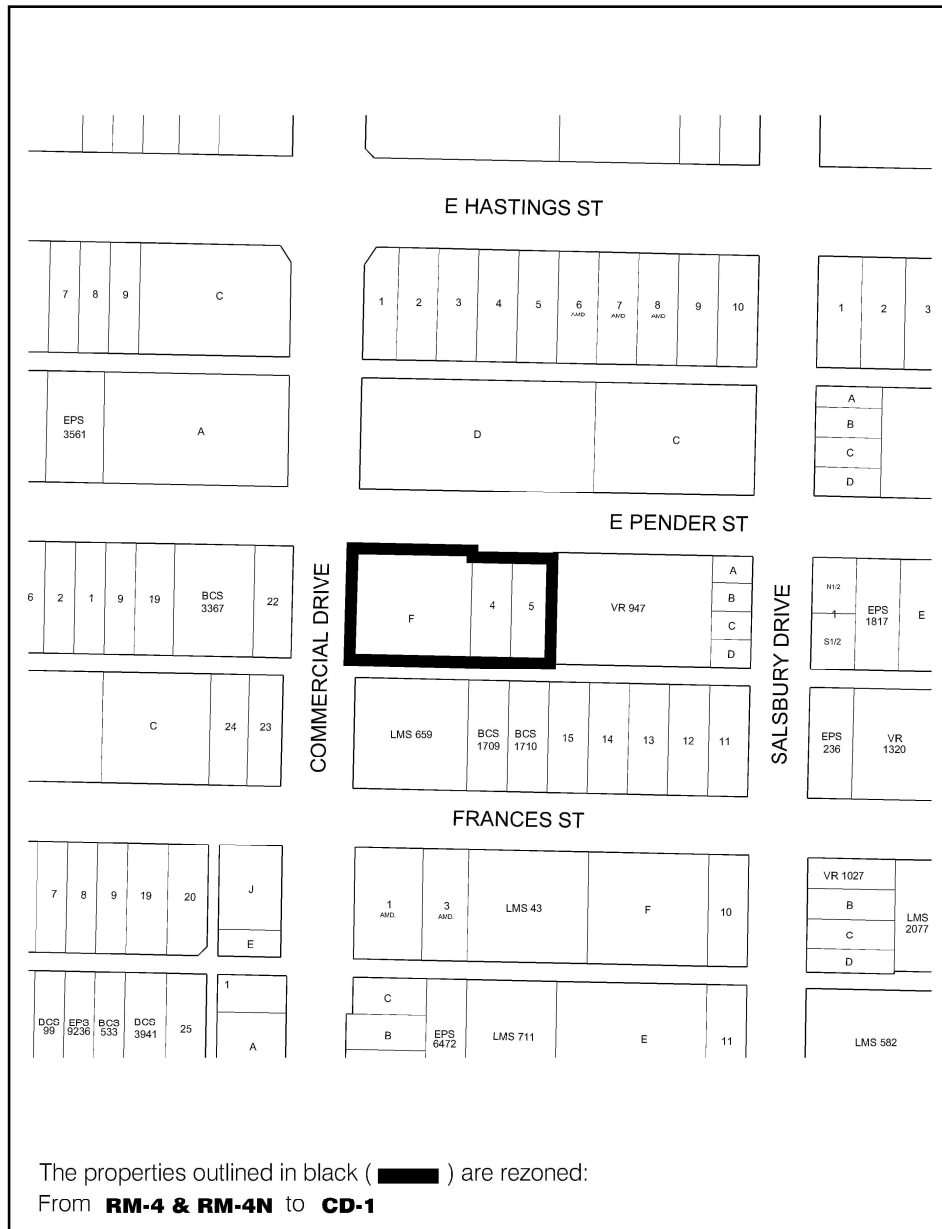 E HASTINGS ST
7 8 9 C
1 2 3 4 5 6 7 8 9 10
AMD AMD AMD
1 2 3
EPS
3561
A
D
C
A
B
C
D
E PENDER ST
6 2 1 9 19
BCS
3367
22
COMMERCIAL DRIVE
F
4 5
VR 947
A
B
C
D
SALSBURY DRIVE
N1/2
1
S1/2
EPS
1817
E
C 24 23
LMS 659
BCS
1709
BCS
1710
15 14 13 12 11
EPS
236
VR
1320
FRANCES ST
7 8 9 19 20
J
E
1
AMD.
3
AMD.
LMS 43
F
10
VR 1027
B
C
D
LMS
2077
BCS
99
EPS
9236
BCS
533
BCS
3941
25
1
A
C
B
EPS
6472
LMS 711
E
11
LMS 582
The properties outlined in black ( ) are rezoned:
From RM-4 & RM-4N to CD-1